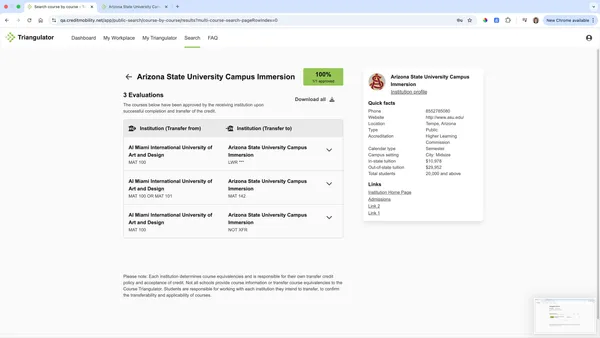 Search course by course - Tri
Arizona State University Cam
New Chrome available
qa.creditmobility.net/app/public-search/course-by-course/results?multi-course-search-pageRowIndex=0
Triangulator
Dashboard
My Workplace
My Triangulator
Search
FAQ
Arizona State University Campus Immersion
100%
1/1 approved
3 Evaluations
The courses below have been approved by the receiving institution upon
successful completion and transfer of the credit.
Download all
Institution (Transfer from)
Institution (Transfer to)
AI Miami International University of
Art and Design
MAT 100
Arizona State University Campus
Immersion
LWR ***
AI Miami International University of
Art and Design
MAT 100 OR MAT 101
Arizona State University Campus
Immersion
MAT 142
AI Miami International University of
Art and Design
MAT 100
Arizona State University Campus
Immersion
NOT XFR
Please note: Each institution determines course equivalencies and is responsible for their own transfer credit
policy and acceptance of credit. Not all schools provide course information or transfer course equivalencies to the
Course Triangulator. Students are responsible for working with each institution they intend to transfer, to confirm
the transferability and applicability of courses.
Arizona State University Campus
Immersion
Institution profile
Quick facts
Phone 8552785080
Website http://www.asu.edu/
Location Tempe, Arizona
Type Public
Accreditation Higher Learning
Commission
Calendar type Semester
Campus setting City: Midsize
In-state tuition $10,978
Out-of-state tuition $29,952
Total students 20,000 and above
Links
Institution Home Page
Admissions
Link 2
Link 1